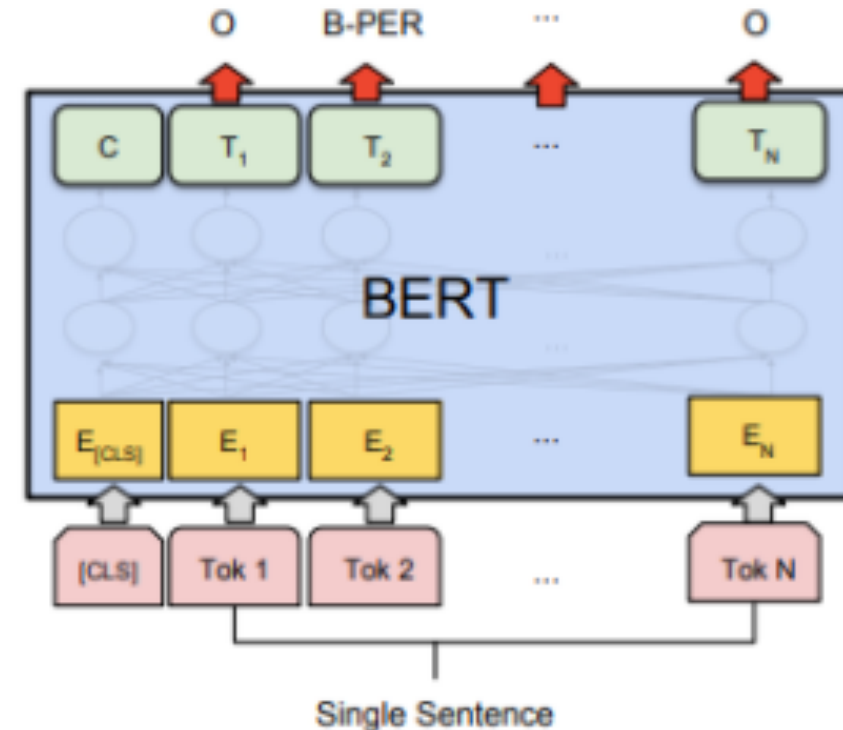 O B-PER ... O
C T1 T2 ... TN
...
BERT
...
E[CLS] E1 E2 ... EN
[CLS] Tok 1 Tok 2 ... Tok N
Single Sentence